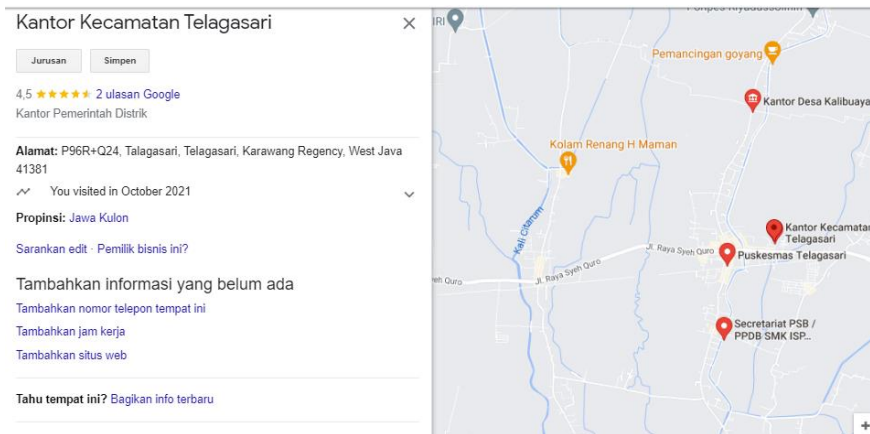 Kantor Kecamatan Telagasari
Jurusan
Simpen
4,5 2 ulasan Google
Kantor Pemerintah Distrik
Alamat: P96R+Q24, Talagasari, Telagasari, Karawang Regency, West Java
41381
You visited in October 2021
Propinsi: Jawa Kulon
Sarankan edit · Pemilik bisnis ini?
Tambahkan informasi yang belum ada
Tambahkan nomor telepon tempat ini
Tambahkan jam kerja
Tambahkan situs web
Tahu tempat ini? Bagikan info terbaru
IRI
Pemancingan goyang
Kantor Desa Kalibuaya
Kolam Renang H Maman
Kali Citarum
Kantor Kecamatan
Telagasari
Jl. Raya Syeh Quro
Puskesmas Telagasari
Jl. Raya Syeh Quro
eh Quro
Secretariat PSB /
PPDB SMK ISP...